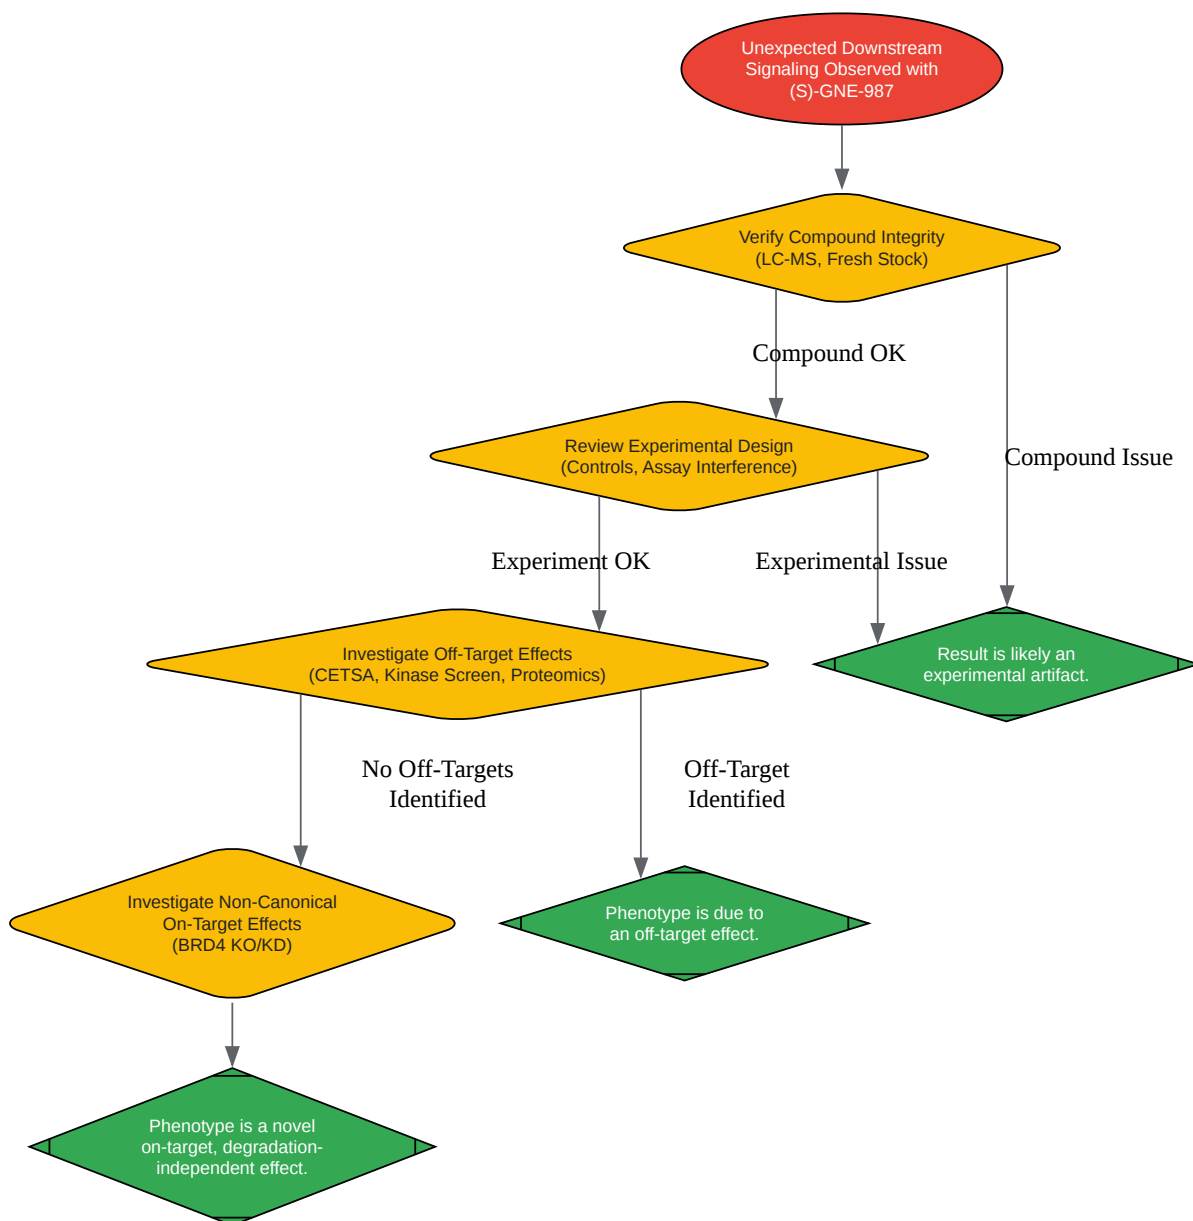 Unexpected Downstream
Signaling Observed with
(S)-GNE-987
Verify Compound Integrity
(LC-MS, Fresh Stock)
Compound OK
Compound Issue
Review Experimental Design
(Controls, Assay Interference)
Experiment OK
Experimental Issue
Result is likely an
experimental artifact.
Investigate Off-Target Effects
(CETSA, Kinase Screen, Proteomics)
No Off-Targets
Identified
Off-Target
Identified
Investigate Non-Canonical
On-Target Effects
(BRD4 KO/KD)
Phenotype is due to
an off-target effect.
Phenotype is a novel
on-target, degradation-
independent effect.